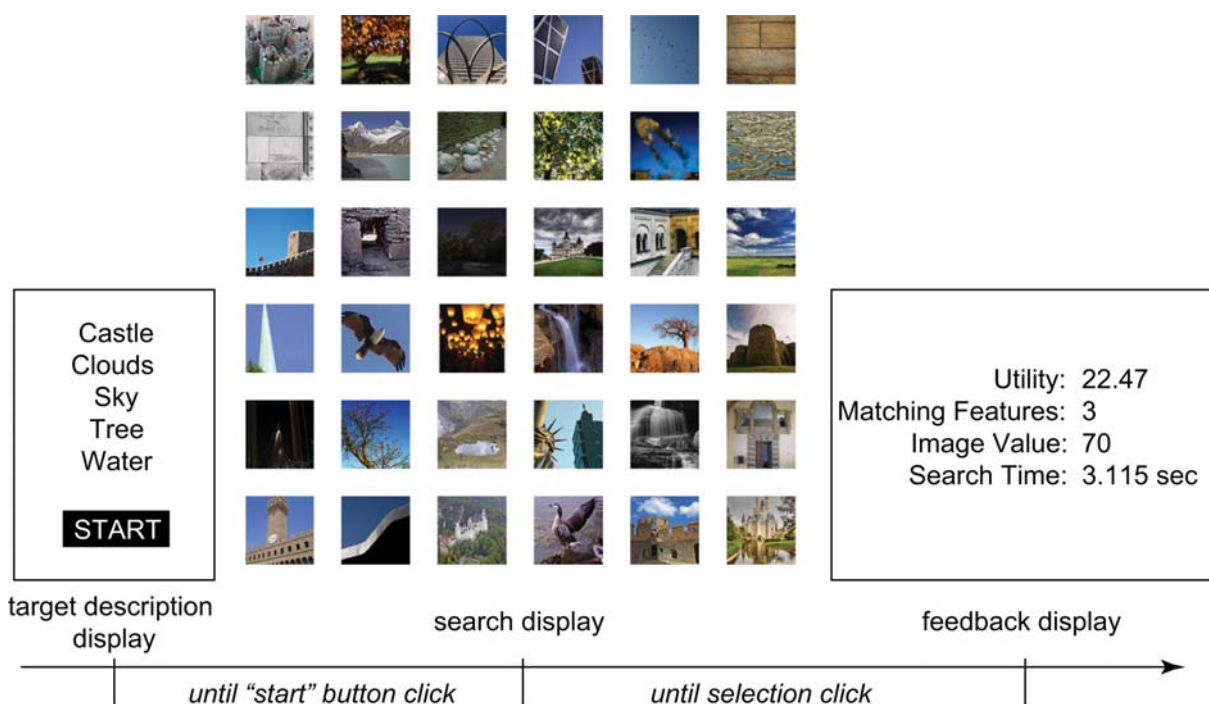 Castle
Clouds
Sky
Tree
Water
START
Utility: 22.47
Matching Features: 3
Image Value: 70
Search Time: 3.115 sec
target description
display
search display
feedback display
until “start” button click
until selection click